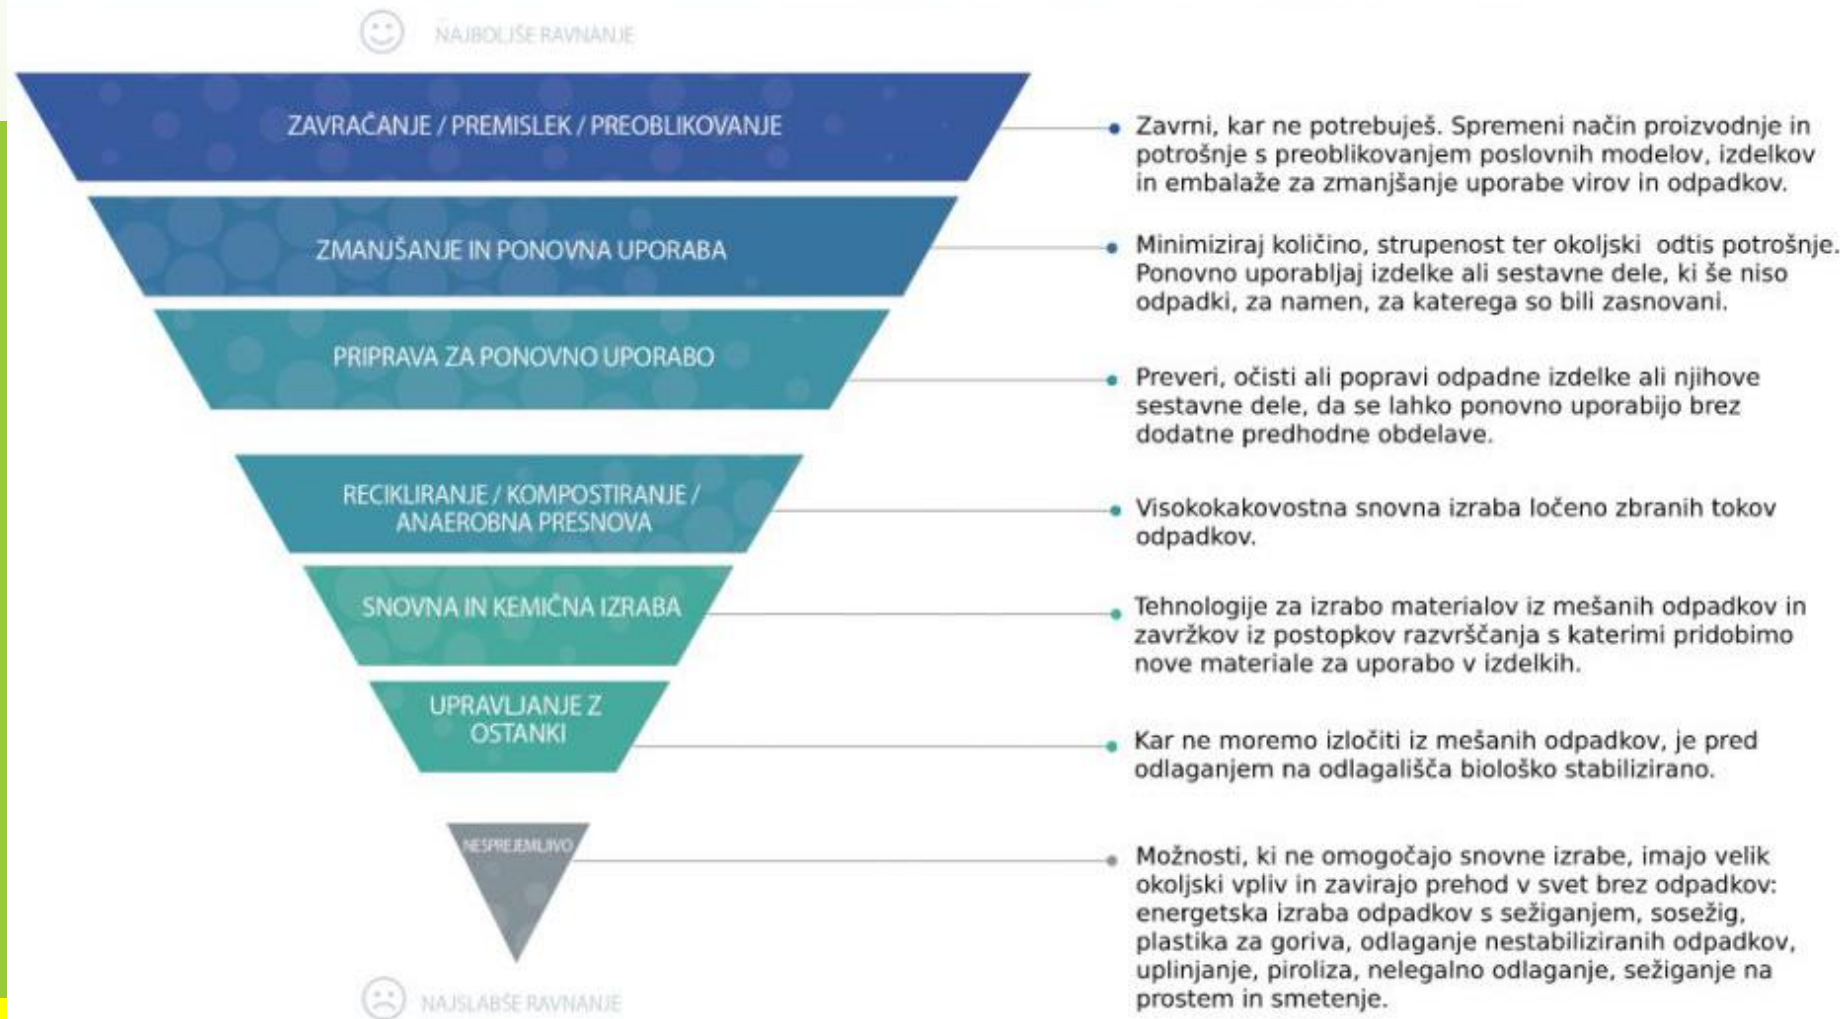 NAJBOLJŠE RAVNANJE
ZAVRAČANJE / PREMISLEK / PREOBLIKOVANJE
Zavrni, kar ne potrebuješ. Spremeni način proizvodnje in
potrošnje s preoblikovanjem poslovnih modelov, izdelkov
in embalaže za zmanjšanje uporabe virov in odpadkov.
ZMANJŠANJE IN PONOVNA UPORABA
Minimiziraj količino, strupenost ter okoljski odtis potrošnje.
Ponovno uporabljaj izdelke ali sestavne dele, ki še niso
odpadki, za namen, za katerega so bili zasnovani.
PRIPRAVA ZA PONOVNO UPORABO
Preveri, očisti ali popravi odpadne izdelke ali njihove
sestavne dele, da se lahko ponovno uporabijo brez
dodatne predhodne obdelave.
RECIKLIRANJE / KOMPOSTIRANJE /
ANAEROBNA PRESNOVA
Visokokakovostna snovna izraba ločeno zbranih tokov
odpadkov.
SNOVNA IN KEMIČNA IZRABA
Tehnologije za izrabo materialov iz mešanih odpadkov in
zavržkov iz postopkov razvrščanja s katerimi pridobimo
nove materiale za uporabo v izdelkih.
UPRAVLJANJE Z
OSTANKI
Kar ne moremo izločiti iz mešanih odpadkov, je pred
odlaganjem na odlagališča biološko stabilizirano.
NESPREJEMLJIVO
Možnosti, ki ne omogočajo snovne izrabe, imajo velik
okoljski vpliv in zavirajo prehod v svet brez odpadkov:
energetska izraba odpadkov s sežiganjem, sosežig,
plastika za goriva, odlaganje nestabiliziranih odpadkov,
uplinjanje, piroliza, nelegalno odlaganje, sežiganje na
prostem in smetenje.
NAJSLABŠE RAVNANJE